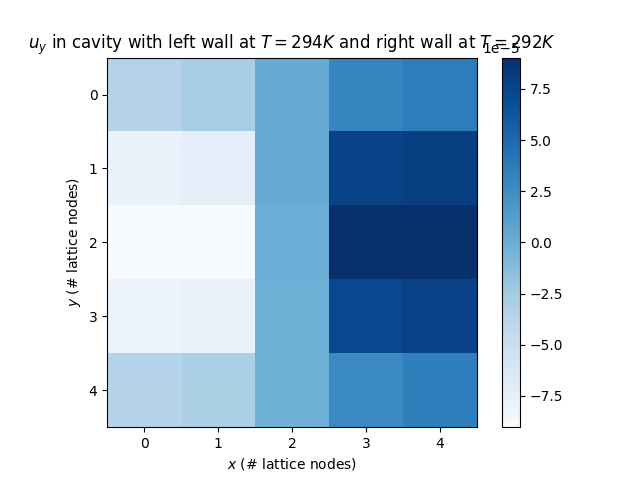 u_y in cavity with left wall at T = 294K and right wall at T = 292K
1e−5
0
1
2
3
4
y (# lattice nodes)
0 1 2 3 4
x (# lattice nodes)
7.5
5.0
2.5
0.0
−2.5
−5.0
−7.5